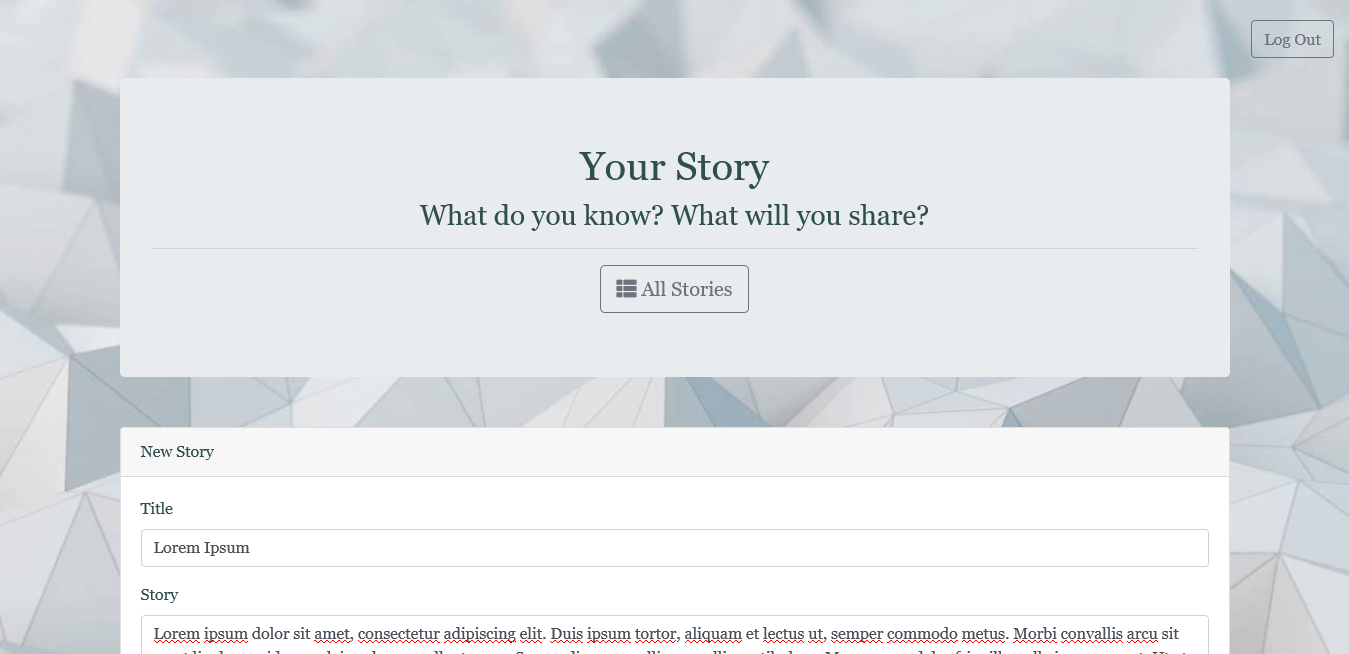 Log Out
Your Story
What do you know? What will you share?
All Stories
New Story
Title
Lorem Ipsum
Story
Lorem ipsum dolor sit amet, consectetur adipiscing elit. Duis ipsum tortor, aliquam et lectus ut, semper commodo metus. Morbi convallis arcu sit